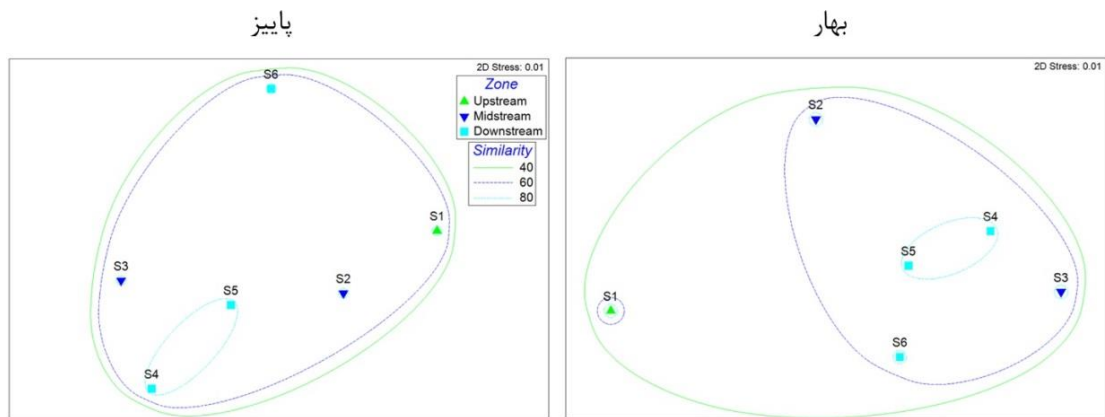 پاییز
بهار
2D Stress: 0.01
Zone
Upstream
Midstream
Downstream
Similarity
40
60
80
S6
S1
S3
S2
S5
S4
2D Stress: 0.01
S2
S4
S5
S3
S1
S6